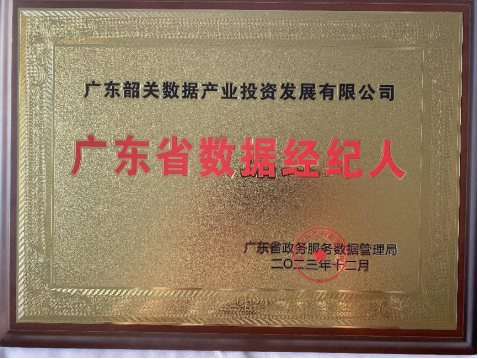 广东韶关数据产业投资发展有限公司
广东省数据经纪人
广东省政务服务数据管理局
二〇二三年十二月